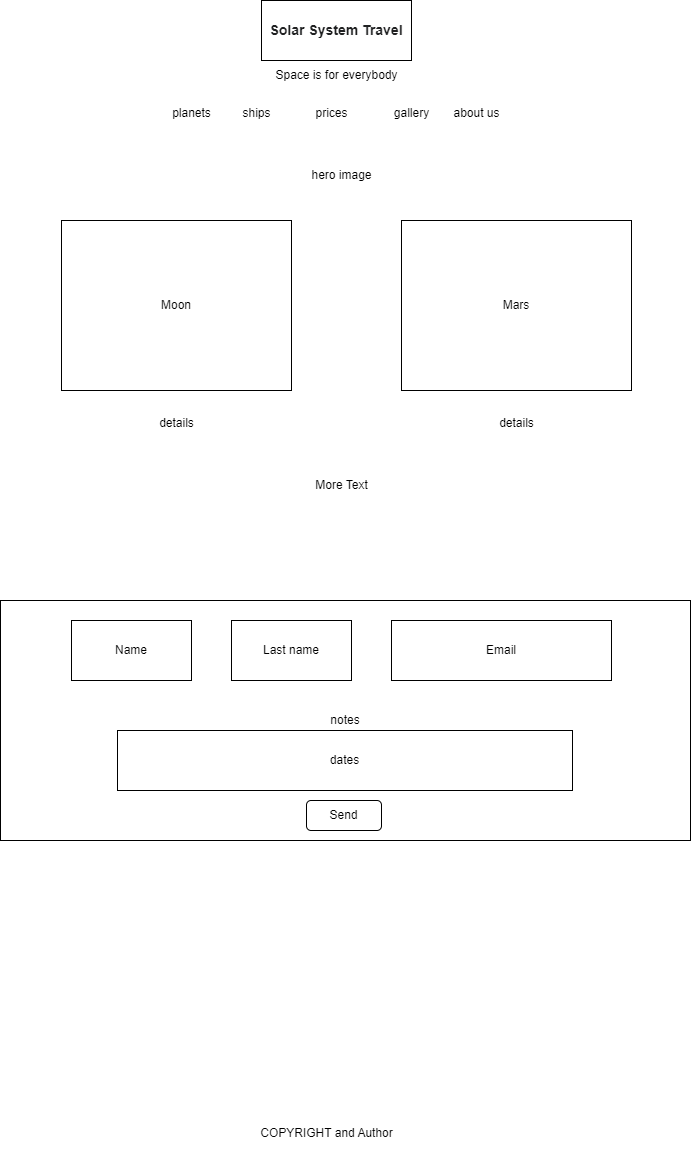 Solar System Travel
Space is for everybody
planets ships prices gallery about us
hero image
Moon
Mars
details
details
More Text
Name
Last name
Email
notes
dates
Send
COPYRIGHT and Author